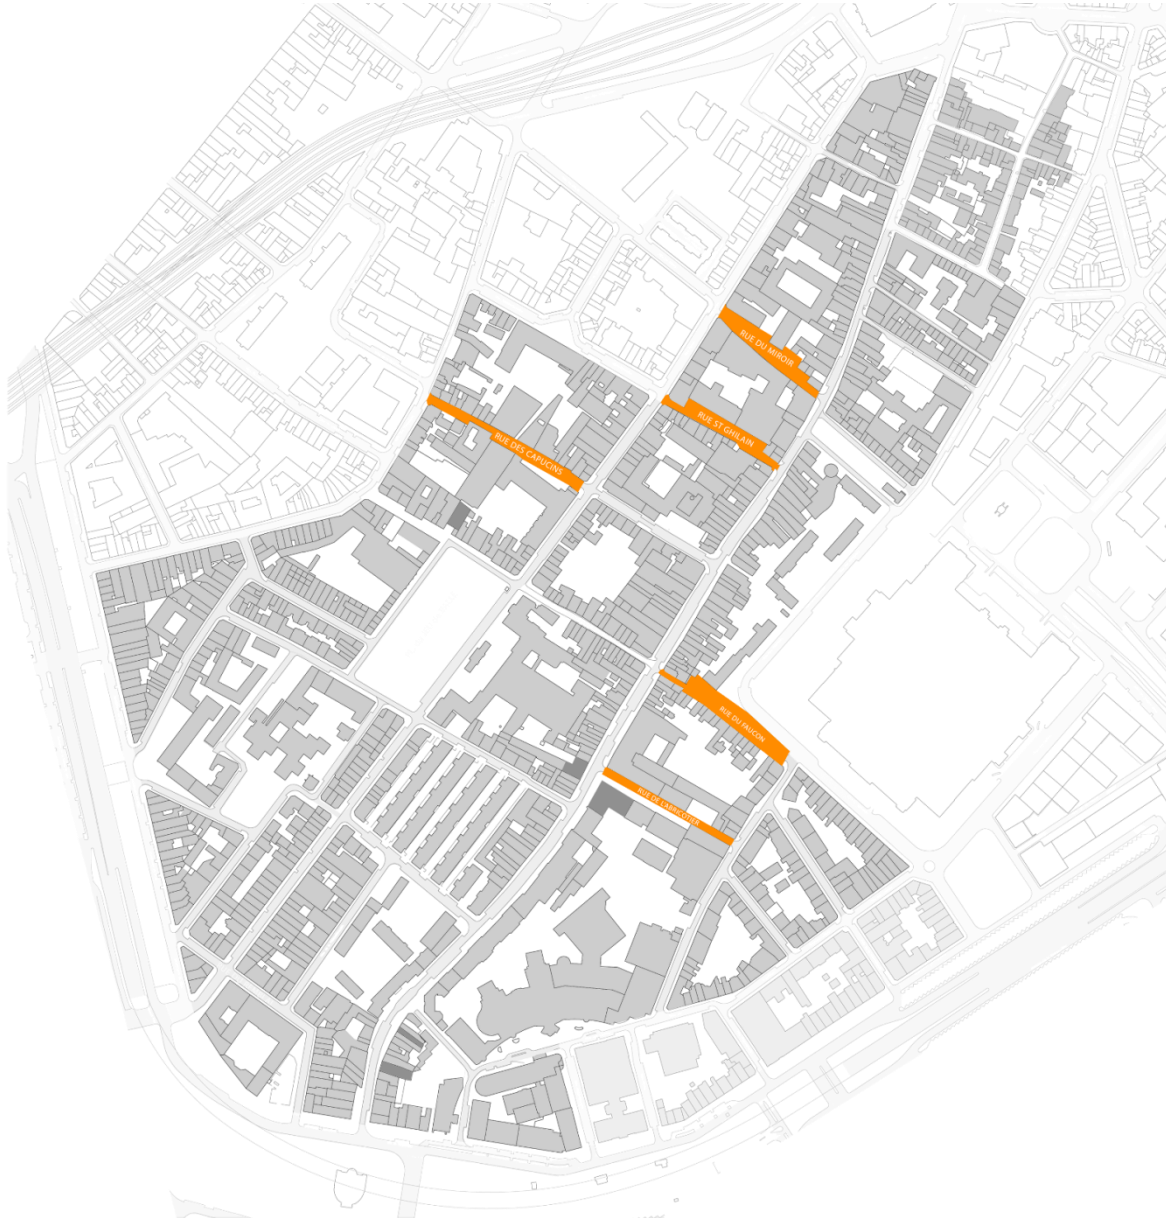 RUE DU MIROIR
RUE ST GHILAIN
RUE DES CAPUCINS
RUE DU FAUCON
RUE DE L'ABRICOTIER